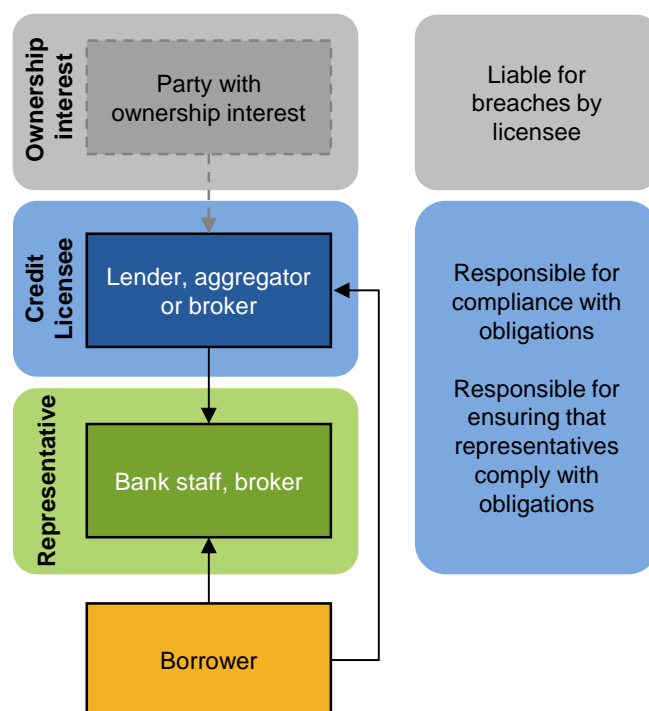 Ownership
interest
Party with
ownership interest
Liable for
breaches by
licensee
Credit
Licensee
Lender, aggregator
or broker
Responsible for
compliance with
obligations
Responsible for
ensuring that
representatives
comply with
obligations
Representative
Bank staff, broker
Borrower